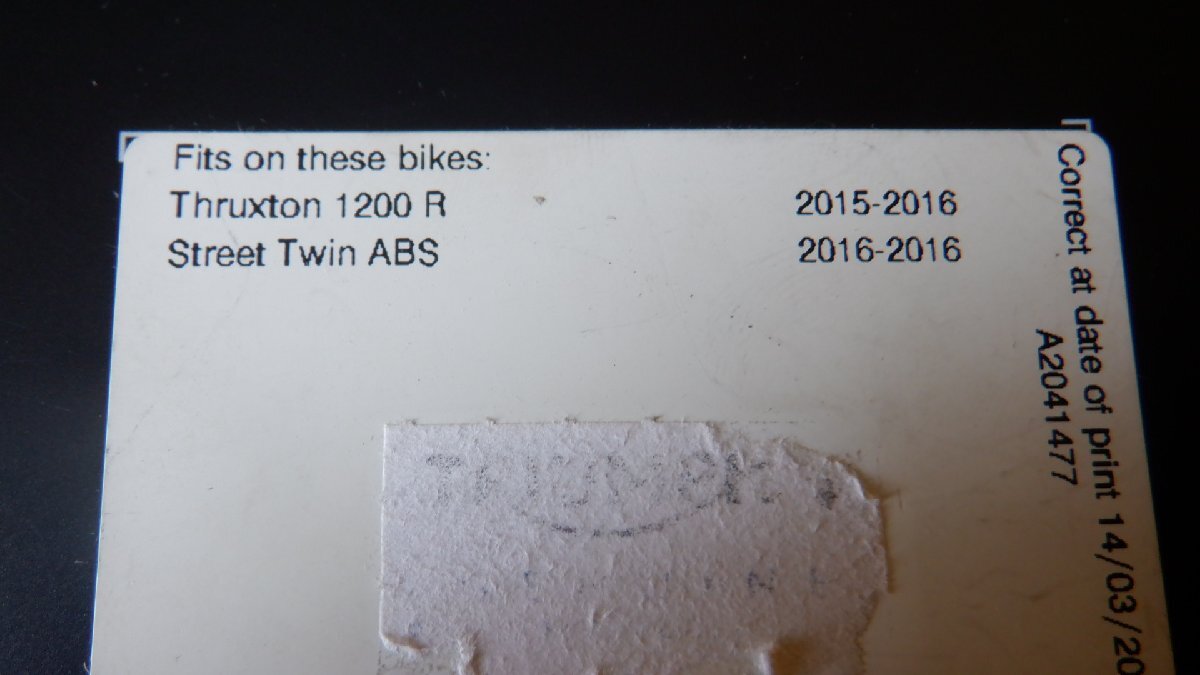 Fits on these bikes:
Thruxton 1200 R 2015-2016
Street Twin ABS 2016-2016
Correct at date of print 14/03/20
A2041477